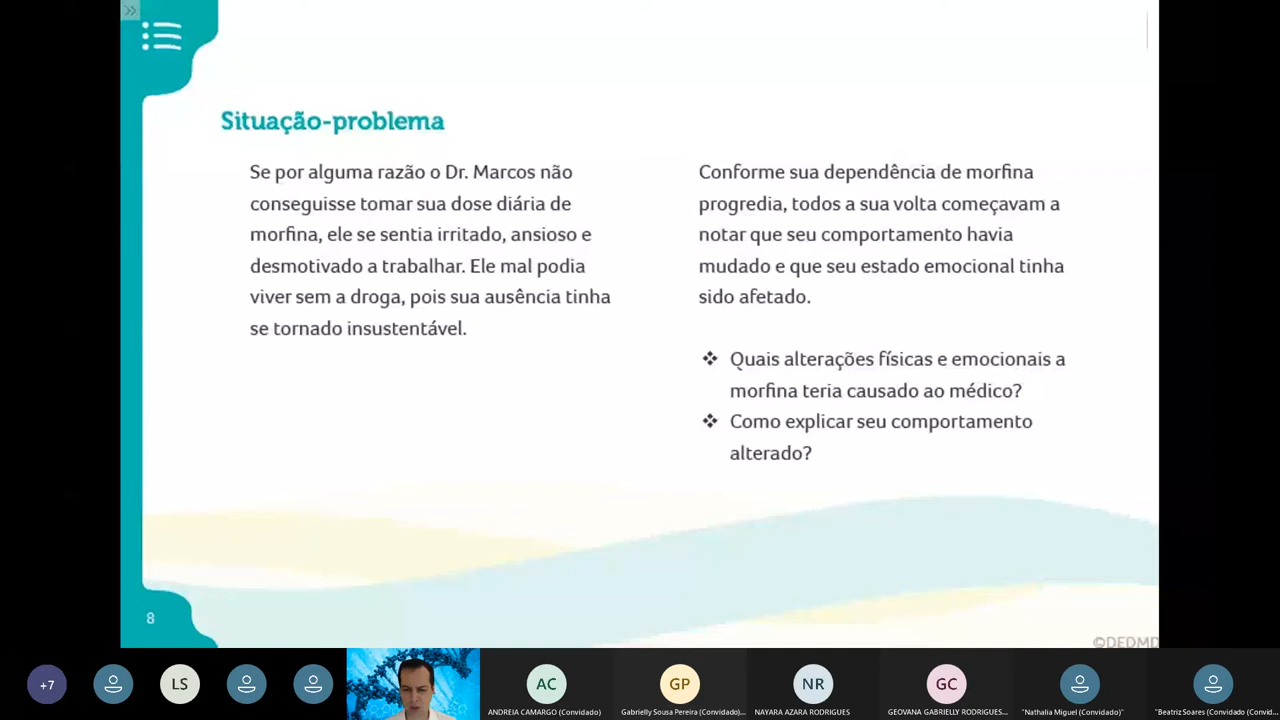 Situação-problema
Se por alguma razão o Dr. Marcos não
conseguisse tomar sua dose diária de
morfina, ele se sentia irritado, ansioso e
desmotivado a trabalhar. Ele mal podia
viver sem a droga, pois sua ausência tinha
se tornado insustentável.
Conforme sua dependência de morfina
progredia, todos a sua volta começavam a
notar que seu comportamento havia
mudado e que seu estado emocional tinha
sido afetado.
❖ Quais alterações físicas e emocionais a
morfina teria causado ao médico?
❖ Como explicar seu comportamento
alterado?
8
©DEDMD
+7
LS
AC
GP
NR
GC
ANDREIA CAMARGO (Convidado)
Gabrielly Sousa Pereira (Convidado)...
NAYARA AZARA RODRIGUES
GEOVANA GABRIELLY RODRIGUES...
"Nathalia Miguel (Convidado)"
"Beatriz Soares (Convidado (Convid...